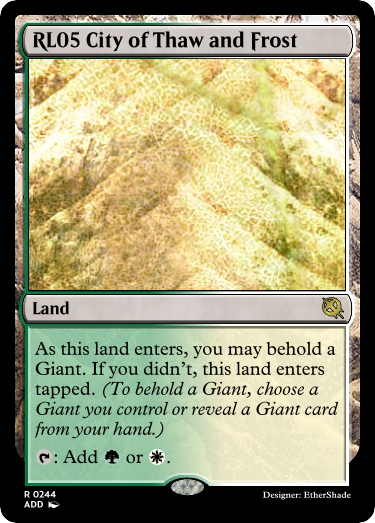 RL05 City of Thaw and Frost
Land
As this land enters, you may behold a
Giant. If you didn't, this land enters
tapped. (To behold a Giant, choose a
Giant you control or reveal a Giant card
from your hand.)
: Add or .
R 0244
ADD
Designer: EtherShade